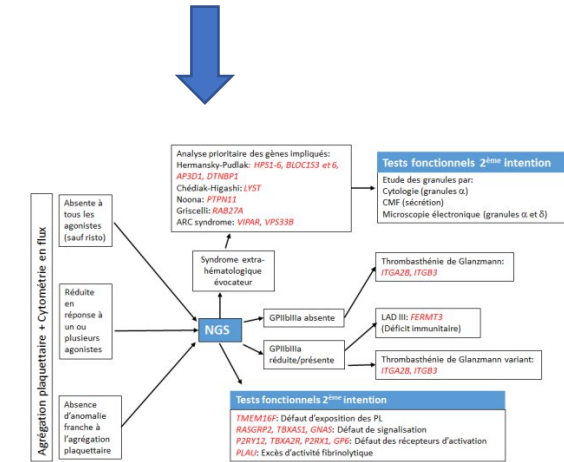 Analyse prioritaire des gènes impliqués:
Hermansky-Pudlak: HPS1-6, BLOC1S3 et 6,
AP3D1, DTNBP1
Chédiak-Higashi: LYST
Noona: PTPN11
Griscelli: RAB27A
ARC syndrome: VIPAR, VPS33B
Tests fonctionnels 2ème intention
Etude des granules par:
Cytologie (granules α)
CMF (sécrétion)
Microscopie électronique (granules α et δ)
Agrégation plaquettaire + Cytométrie en flux
Absente à
tous les
agonistes
(sauf risto)
Réduite
en
réponse à
un ou
plusieurs
agonistes
Absence
d'anomalie
franche à
l'agrégation
plaquettaire
Syndrome extra-
hématologique
évocateur
NGS
GPIIbIIIa absente
GPIIbIIIa
réduite/présente
Thrombasthénie de Glanzmann:
ITGA2B, ITGB3
LAD III: FERMT3
(Déficit immunitaire)
Thrombasthénie de Glanzmann variant:
ITGA2B, ITGB3
Tests fonctionnels 2ème intention
TMEM16F: Défaut d'exposition des PL
RASGRP2, TBXAS1, GNAS: Défaut de signalisation
P2RY12, TBXA2R, P2RX1, GP6: Défaut des récepteurs d'activation
PLAU: Excès d'activité fibrinolytique